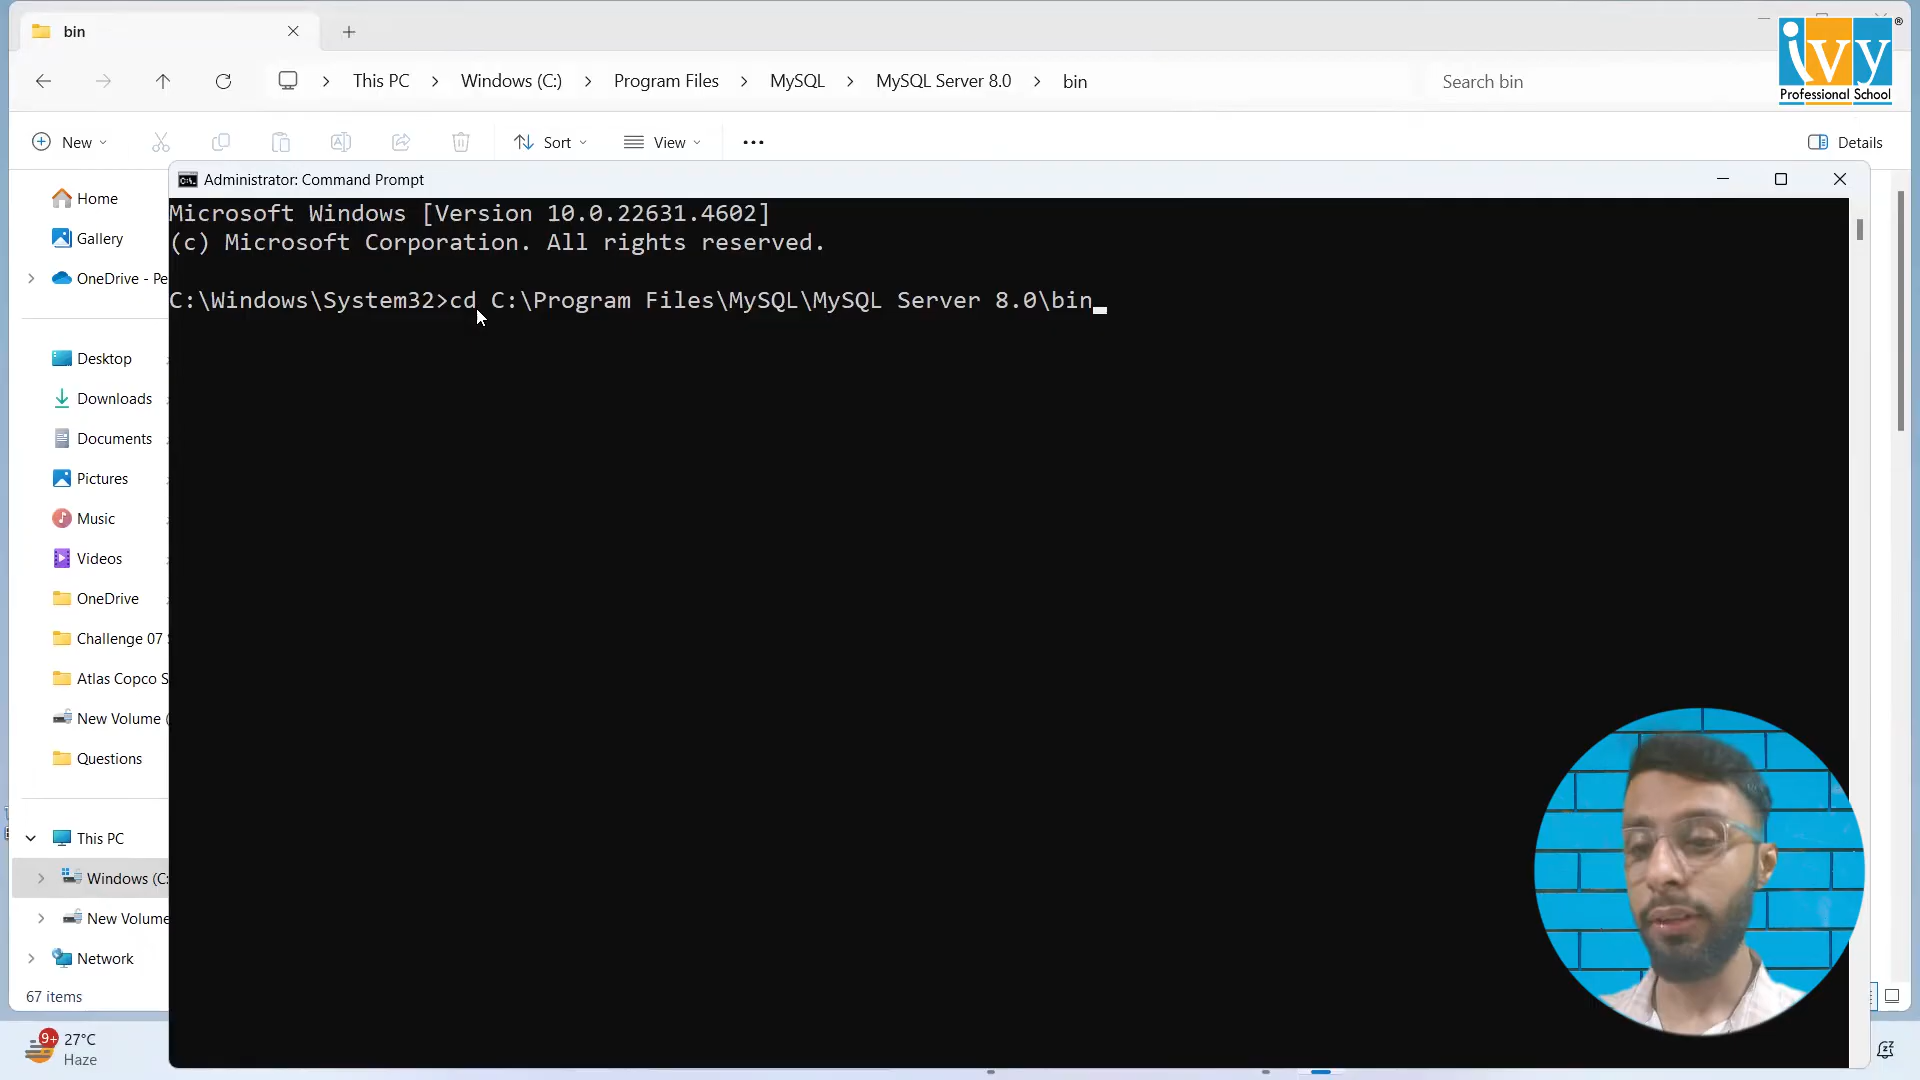 bin
ivy
®
Professional School
This PC
Windows (C:)
Program Files
MySQL
MySQL Server 8.0
bin
Search bin
New
Sort
View
Details
Administrator: Command Prompt
Microsoft Windows [Version 10.0.22631.4602]
(c) Microsoft Corporation. All rights reserved.
C:\Windows\System32>cd C:\Program Files\MySQL\MySQL Server 8.0\bin
Home
Gallery
OneDrive - Pe
Desktop
Downloads
Documents
Pictures
Music
Videos
OneDrive
Challenge 07
Atlas Copco S
New Volume (
Questions
This PC
Windows (C:
New Volume
Network
67 items
9+
27°C
Haze